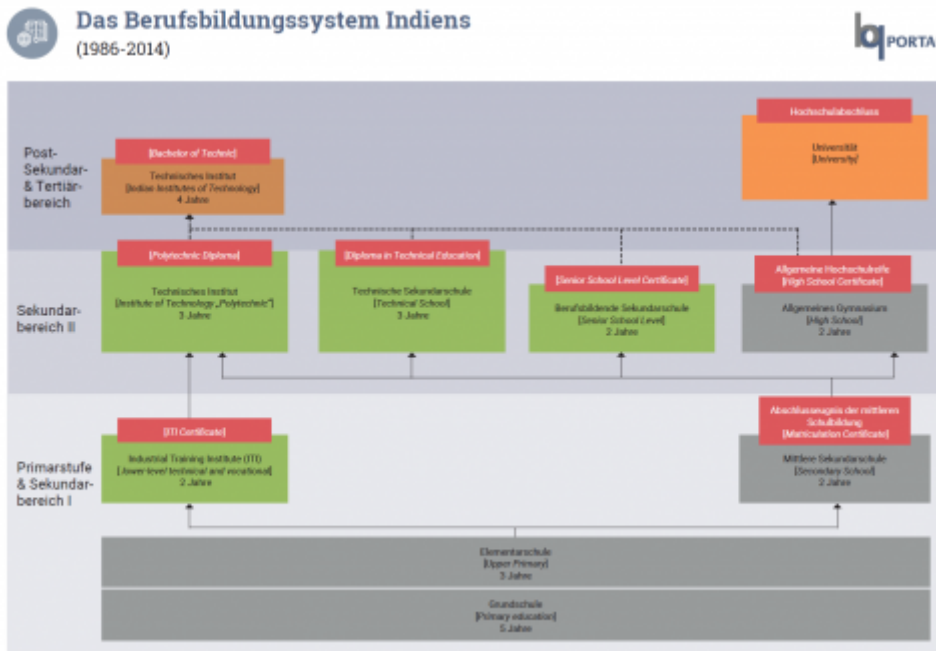 Das Berufsbildungssystem Indiens
(1986-2014)
bq PORTA
Post-
Sekundar-
& Tertiär-
bereich
[Bachelor of Technic]
Technisches Institut
[Indian Institutes of Technology]
4 Jahre
Hochschulabschluss
Universität
[University]
Sekundar-
bereich II
[Polytechnic Diploma]
Technisches Institut
[Institute of Technology „Polytechnic"]
3 Jahre
[Diploma in Technical Education]
Technische Sekundarschule
[Technical School]
3 Jahre
[Senior School Level Certificate]
Berufsbildende Sekundarschule
[Senior School Level]
2 Jahre
Allgemeine Hochschulreife
[High School Certificate]
Allgemeines Gymnasium
[High School]
2 Jahre
Primarstufe
& Sekundar-
bereich I
[ITI Certificate]
Industrial Training Institute (ITI)
[lower level technical and vocational]
2 Jahre
Abschlusszeugnis der mittleren
Schulbildung
[Matriculation Certificate]
Mittlere Sekundarschule
[Secondary School]
2 Jahre
Elementarschule
[Upper Primary]
3 Jahre
Grundschule
[Primary education]
5 Jahre